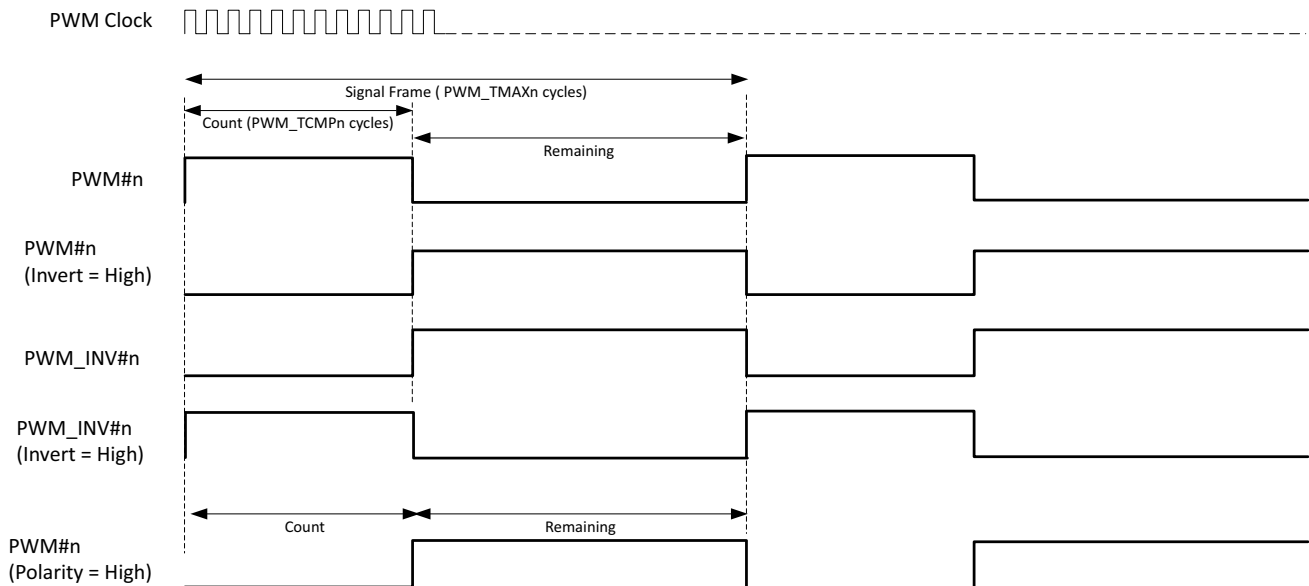 PWM Clock
Signal Frame ( PWM_TMAXn cycles)
Count (PWM_TCMPn cycles)
Remaining
PWM#n
PWM#n
(Invert = High)
PWM_INV#n
PWM_INV#n
(Invert = High)
Count
Remaining
PWM#n
(Polarity = High)